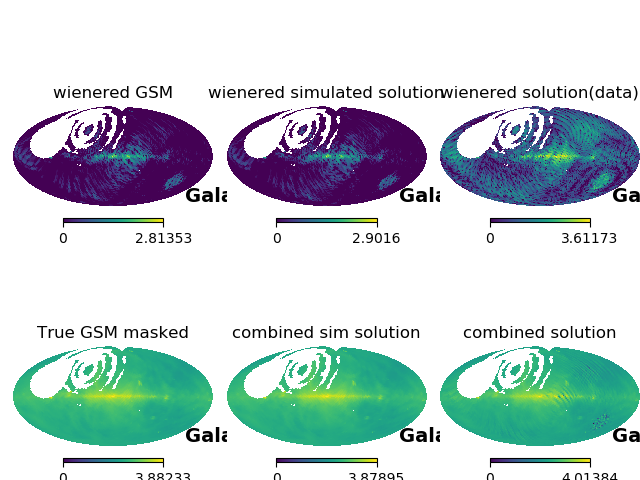 wienered GSM
wienered simulated solution
wienered solution(data)
Gala
Gala
Ga
0 2.81353
0 2.9016
0 3.61173
True GSM masked
combined sim solution
combined solution
Gala
Gala
Ga
0 3.88233
0 3.87895
0 4.01384